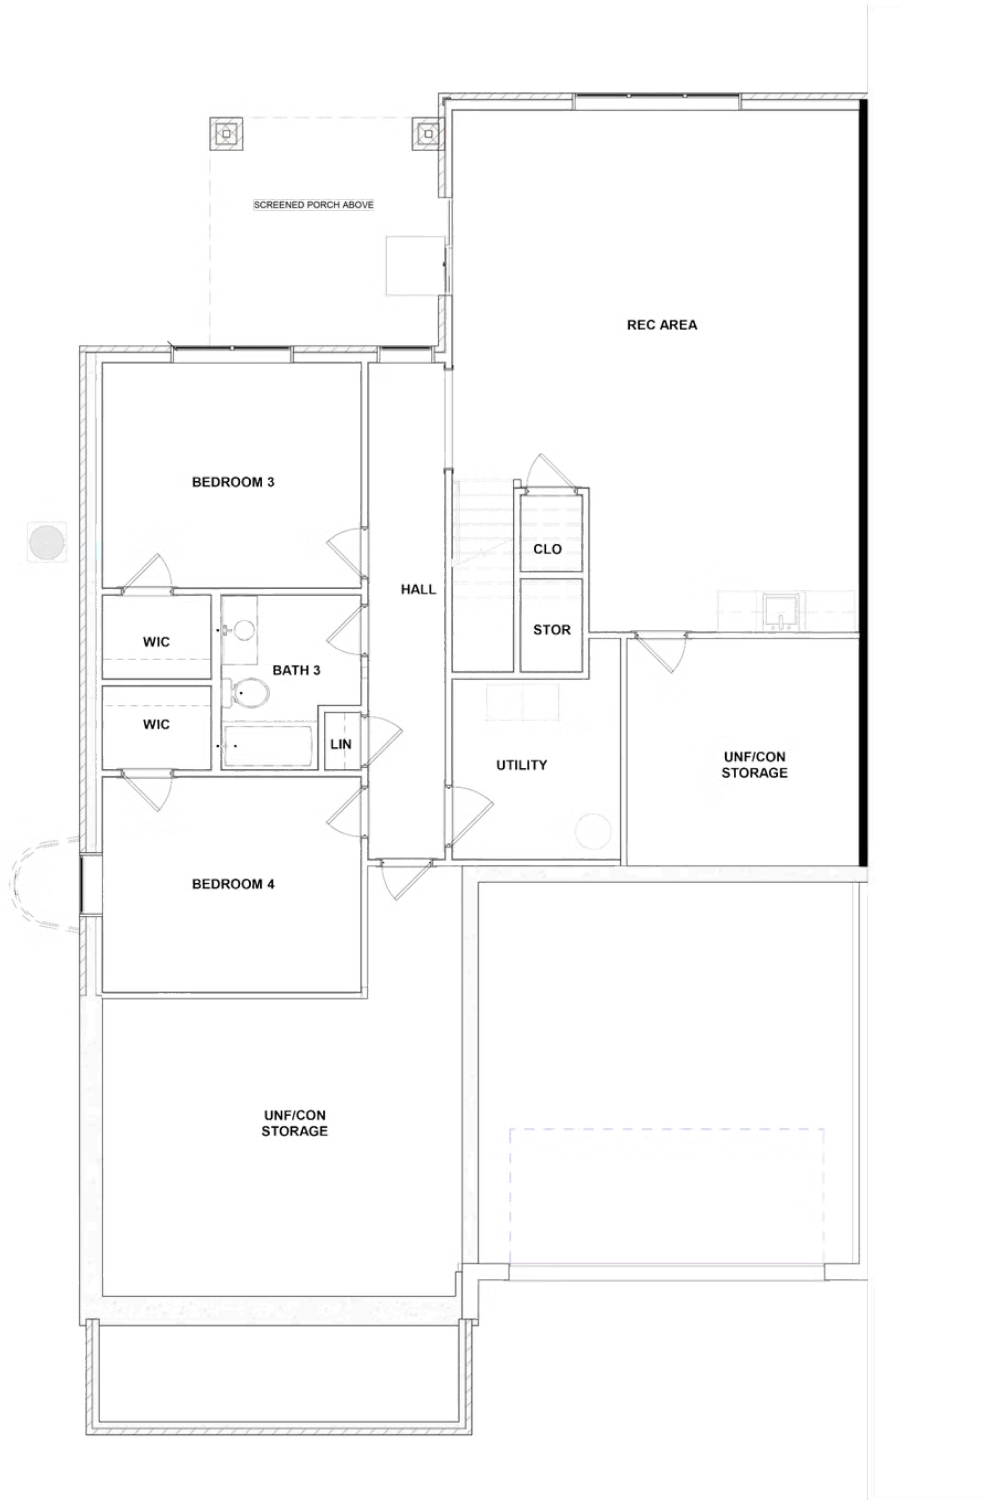 SCREENED PORCH ABOVE
REC AREA
BEDROOM 3
CLO
HALL
STOR
WIC
BATH 3
WIC
LIN
UTILITY
UNF/CON
STORAGE
BEDROOM 4
UNF/CON
STORAGE